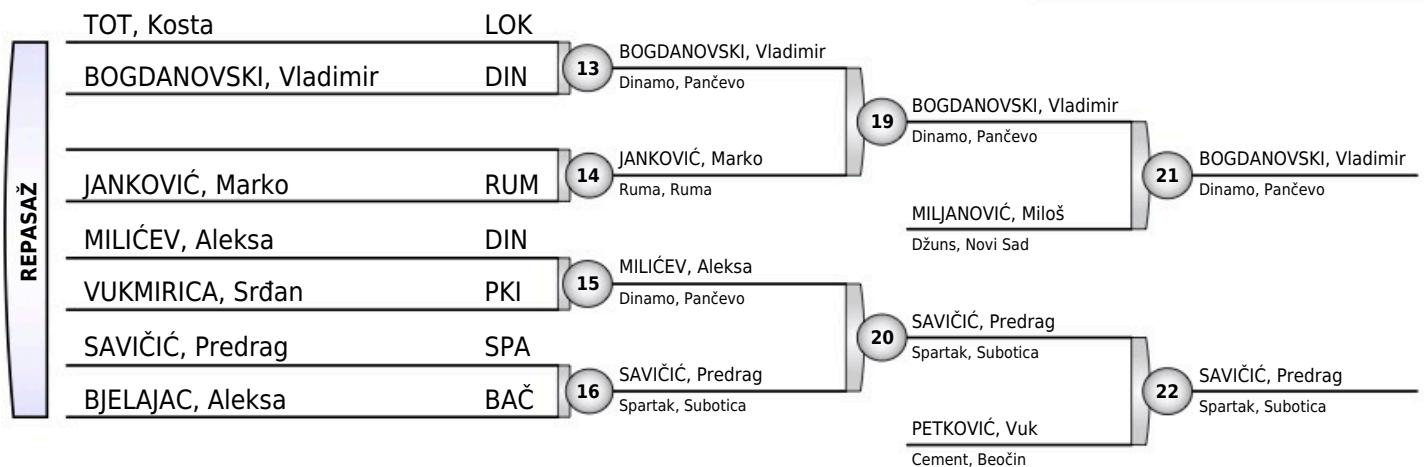 REPASAŽ
TOT, Kosta LOK
BOGDANOVSKI, Vladimir DIN
JANKOVIĆ, Marko RUM
MILIĆEV, Aleksa DIN
VUKMIRICA, Srđan PKI
SAVIČIĆ, Predrag SPA
BJELAJAC, Aleksa BAČ
13
BOGDANOVSKI, Vladimir
Dinamo, Pančevo
14
JANKOVIĆ, Marko
Ruma, Ruma
15
MILIĆEV, Aleksa
Dinamo, Pančevo
16
SAVIČIĆ, Predrag
Spartak, Subotica
19
BOGDANOVSKI, Vladimir
Dinamo, Pančevo
MILJANOVIĆ, Miloš
Džuns, Novi Sad
20
SAVIČIĆ, Predrag
Spartak, Subotica
PETKOVIĆ, Vuk
Cement, Beočin
21
BOGDANOVSKI, Vladimir
Dinamo, Pančevo
22
SAVIČIĆ, Predrag
Spartak, Subotica